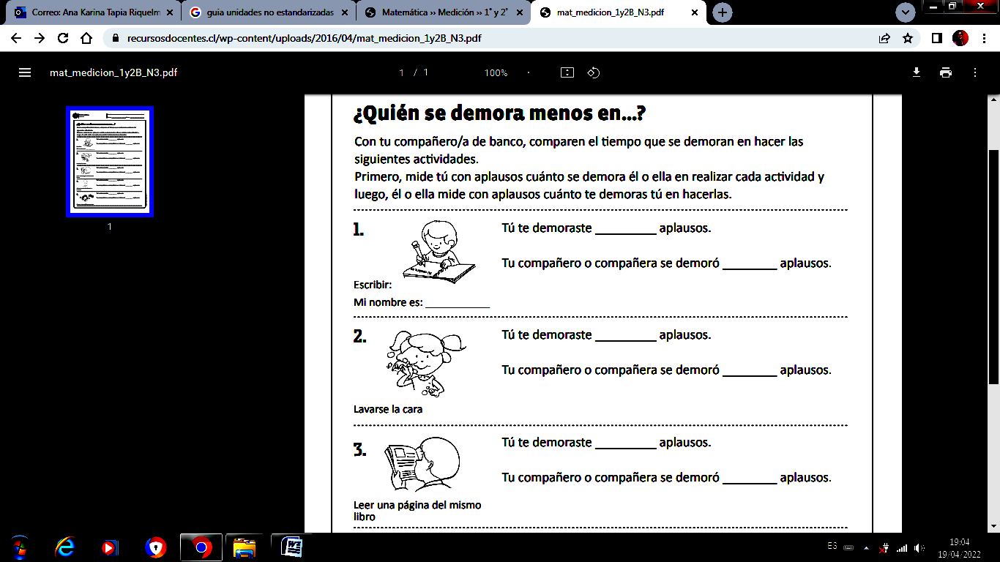 Correo: Ana Karina Tapia Riquelm
guia unidades no estandarizadas
Matemática ›› Medición ›› 1° y 2°
mat_medicion_1y2B_N3.pdf
recursosdocentes.cl/wp-content/uploads/2016/04/mat_medicion_1y2B_N3.pdf
mat_medicion_1y2B_N3.pdf
1 / 1
100%
1
¿Quién se demora menos en...?
Con tu compañero/a de banco, comparen el tiempo que se demoran en hacer las
siguientes actividades.
Primero, mide tú con aplausos cuánto se demora él o ella en realizar cada actividad y
luego, él o ella mide con aplausos cuánto te demoras tú en hacerlas.
1.
Tú te demoraste _________ aplausos.
Tu compañero o compañera se demoró ________ aplausos.
Escribir:
Mi nombre es: ___________
2.
Tú te demoraste _________ aplausos.
Tu compañero o compañera se demoró ________ aplausos.
Lavarse la cara
3.
Tú te demoraste _________ aplausos.
Tu compañero o compañera se demoró ________ aplausos.
Leer una página del mismo
libro
ES
19:04
19/04/2022